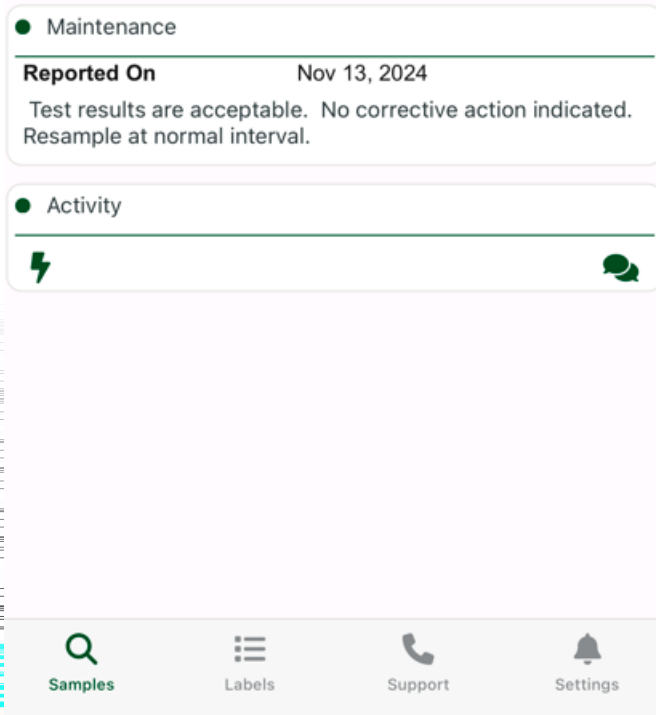 Maintenance
Reported On Nov 13, 2024
Test results are acceptable. No corrective action indicated.
Resample at normal interval.
Activity
Samples Labels Support Settings